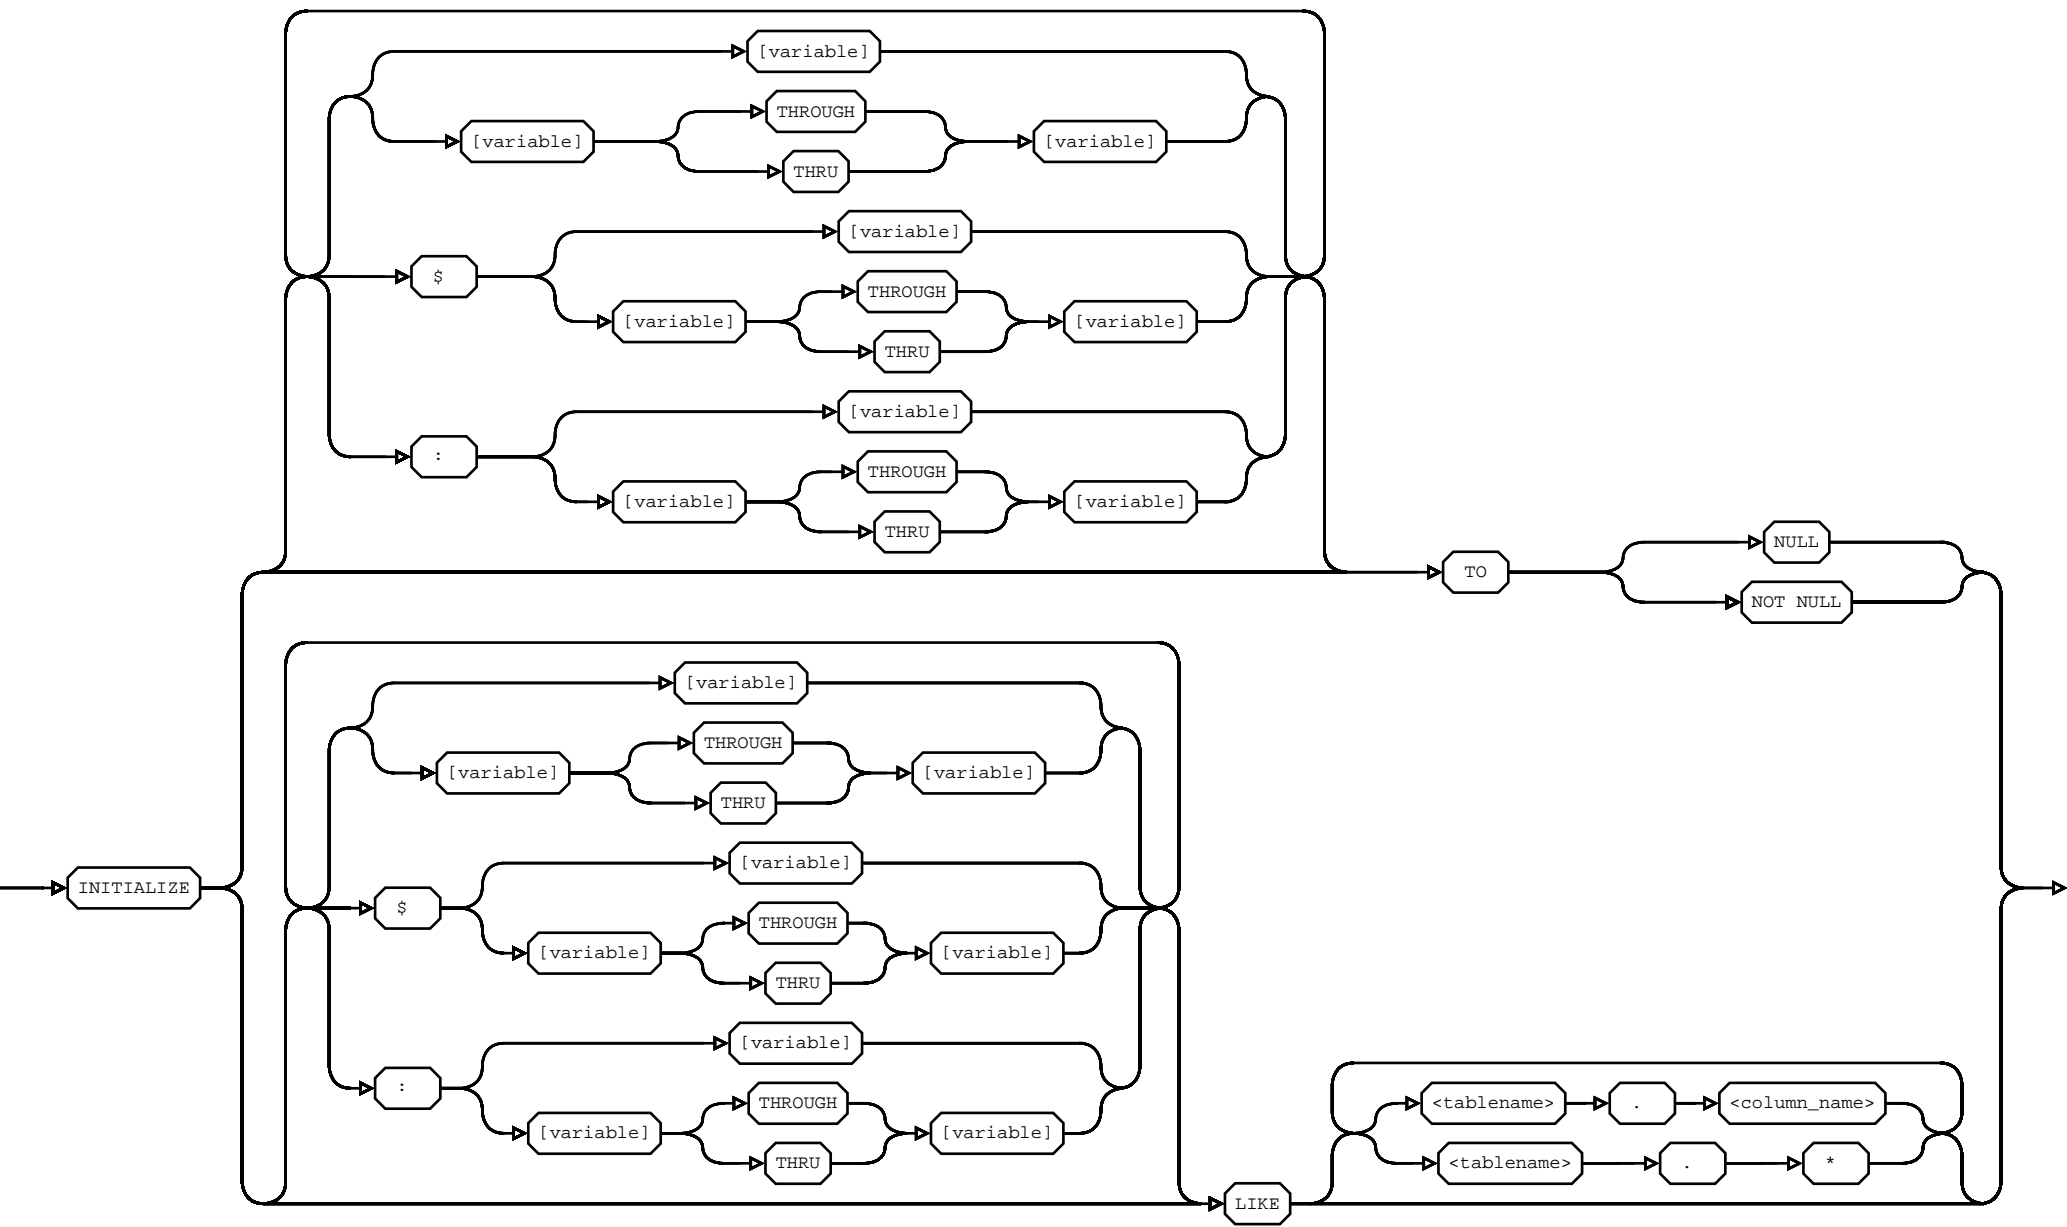 [variable]
THROUGH
[variable] [variable]
THRU
[variable]
$
THROUGH
[variable] [variable]
THRU
[variable]
:
THROUGH
[variable] [variable]
THRU
NULL
TO
NOT NULL
[variable]
THROUGH
[variable] [variable]
THRU
[variable]
INITIALIZE
$
THROUGH
[variable] [variable]
THRU
[variable]
:
THROUGH
[variable] [variable]
THRU
<tablename> . <column_name>
<tablename> . *
LIKE